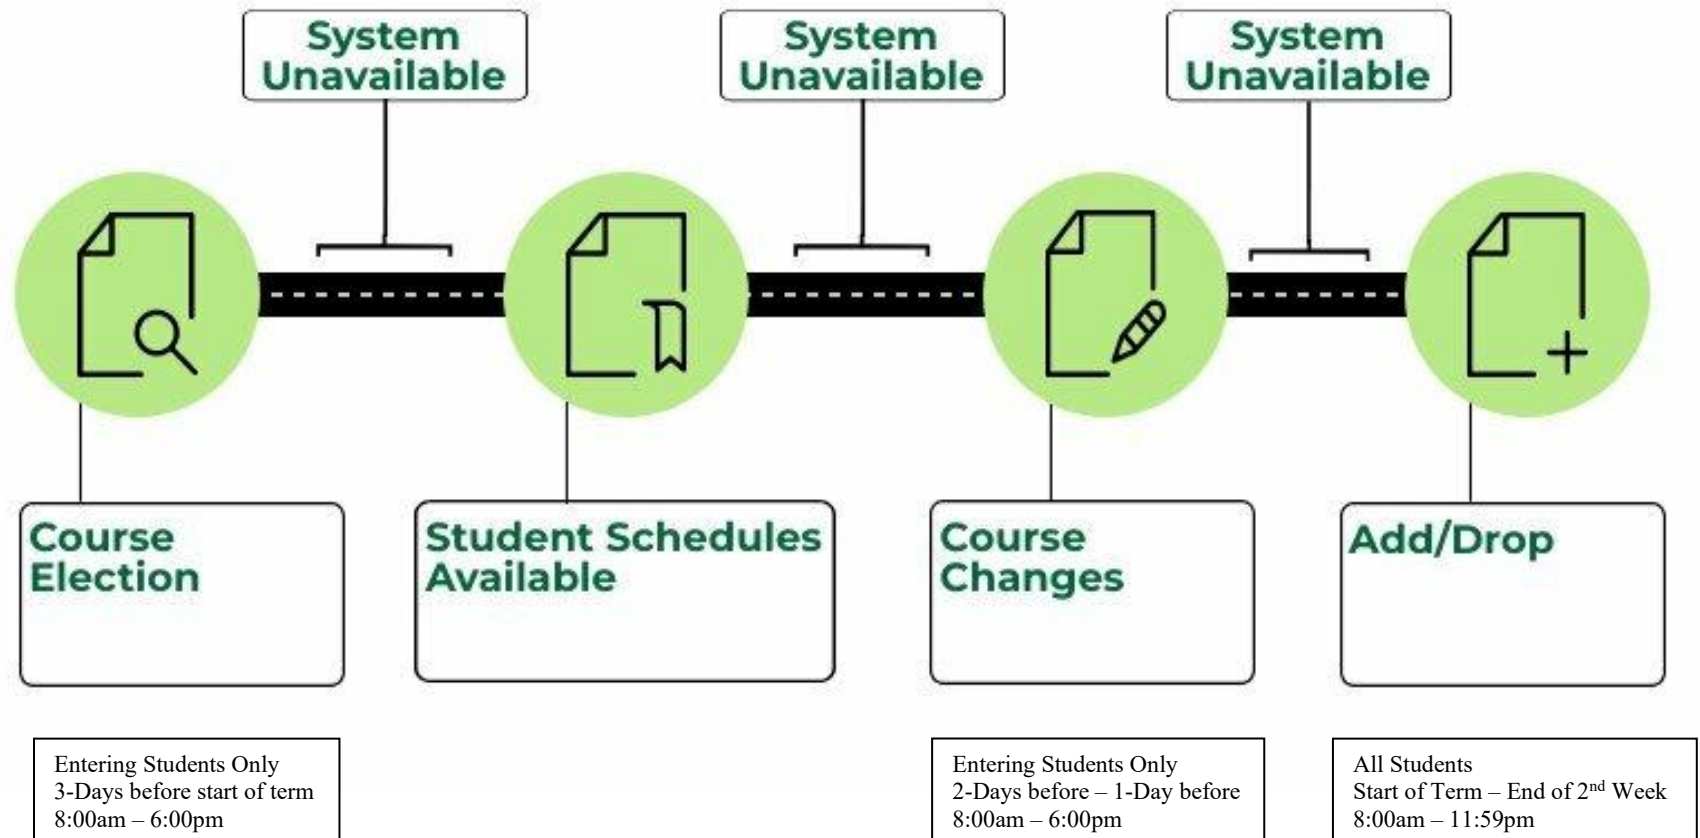 System
Unavailable
System
Unavailable
System
Unavailable
Course
Election
Student Schedules
Available
Course
Changes
Add/Drop
Entering Students Only
3-Days before start of term
8:00am – 6:00pm
Entering Students Only
2-Days before – 1-Day before
8:00am – 6:00pm
All Students
Start of Term – End of 2nd Week
8:00am – 11:59pm